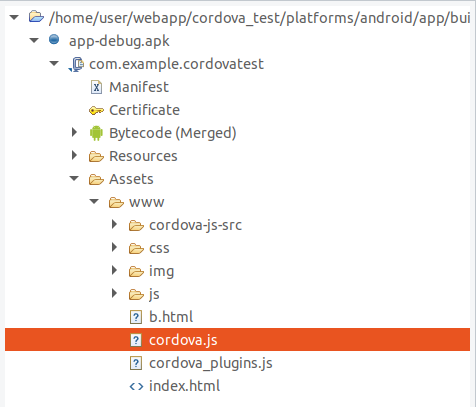 /home/user/webapp/cordova_test/platforms/android/app/bui
app-debug.apk
com.example.cordovatest
Manifest
Certificate
Bytecode (Merged)
Resources
Assets
www
cordova-js-src
css
img
js
b.html
cordova.js
cordova_plugins.js
index.html